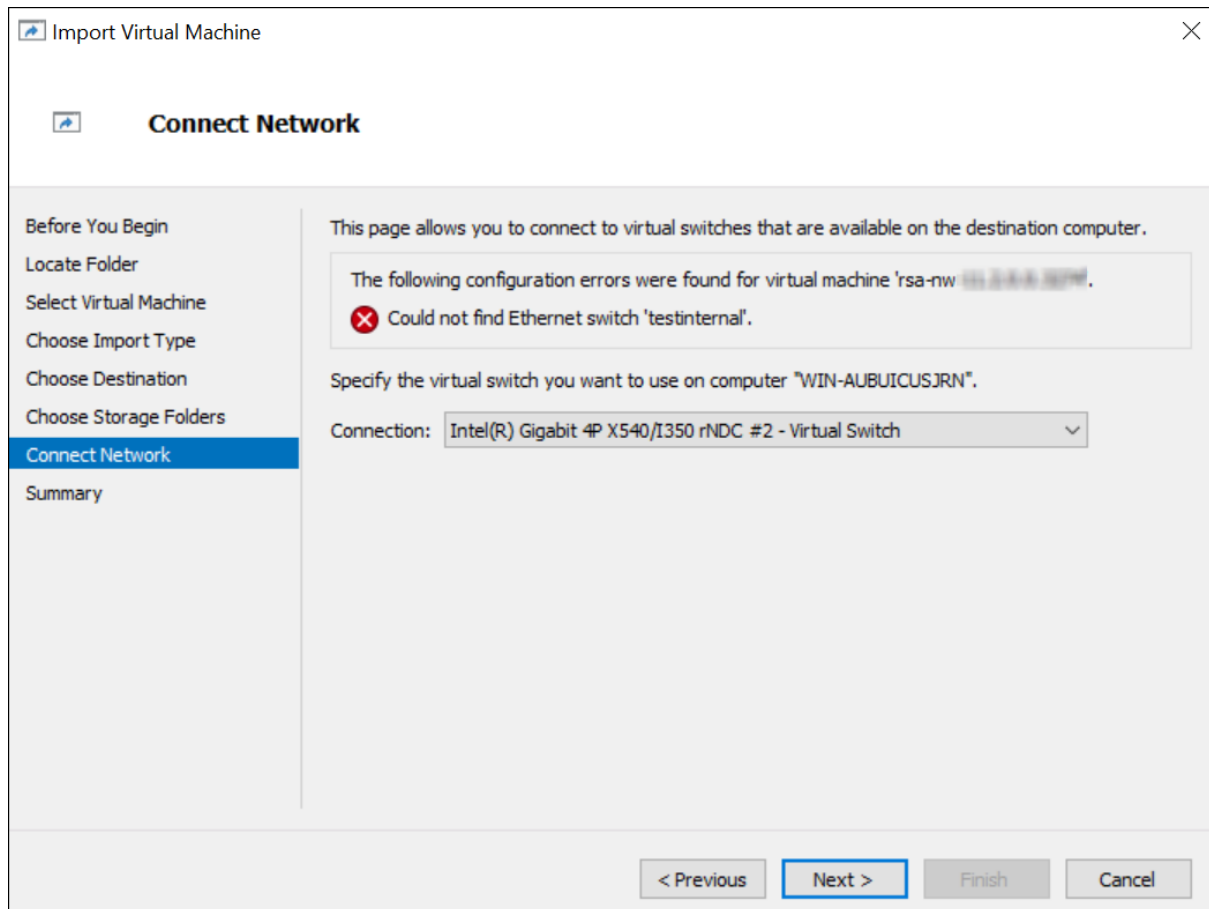 Import Virtual Machine
Connect Network
Before You Begin
Locate Folder
Select Virtual Machine
Choose Import Type
Choose Destination
Choose Storage Folders
Connect Network
Summary
This page allows you to connect to virtual switches that are available on the destination computer.
The following configuration errors were found for virtual machine 'rsa-nw '.
Could not find Ethernet switch 'testinternal'.
Specify the virtual switch you want to use on computer "WIN-AUBUICUSJRN".
Connection: Intel(R) Gigabit 4P X540/I350 rNDC #2 - Virtual Switch
< Previous Next > Finish Cancel